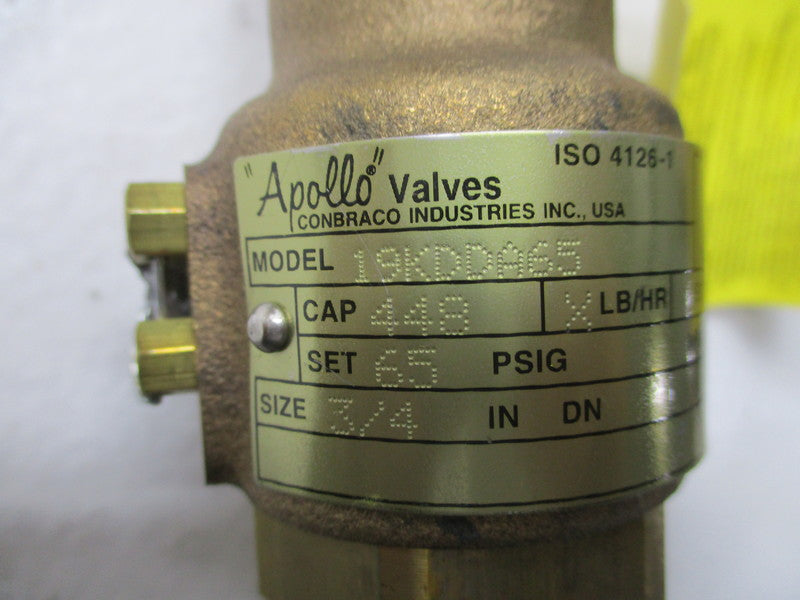 "Apollo"® Valves ISO 4126-1
CONBRACO INDUSTRIES INC., USA
MODEL 19KDDA65
CAP 448 X LB/HR
SET 65 PSIG
SIZE 3/4 IN DN